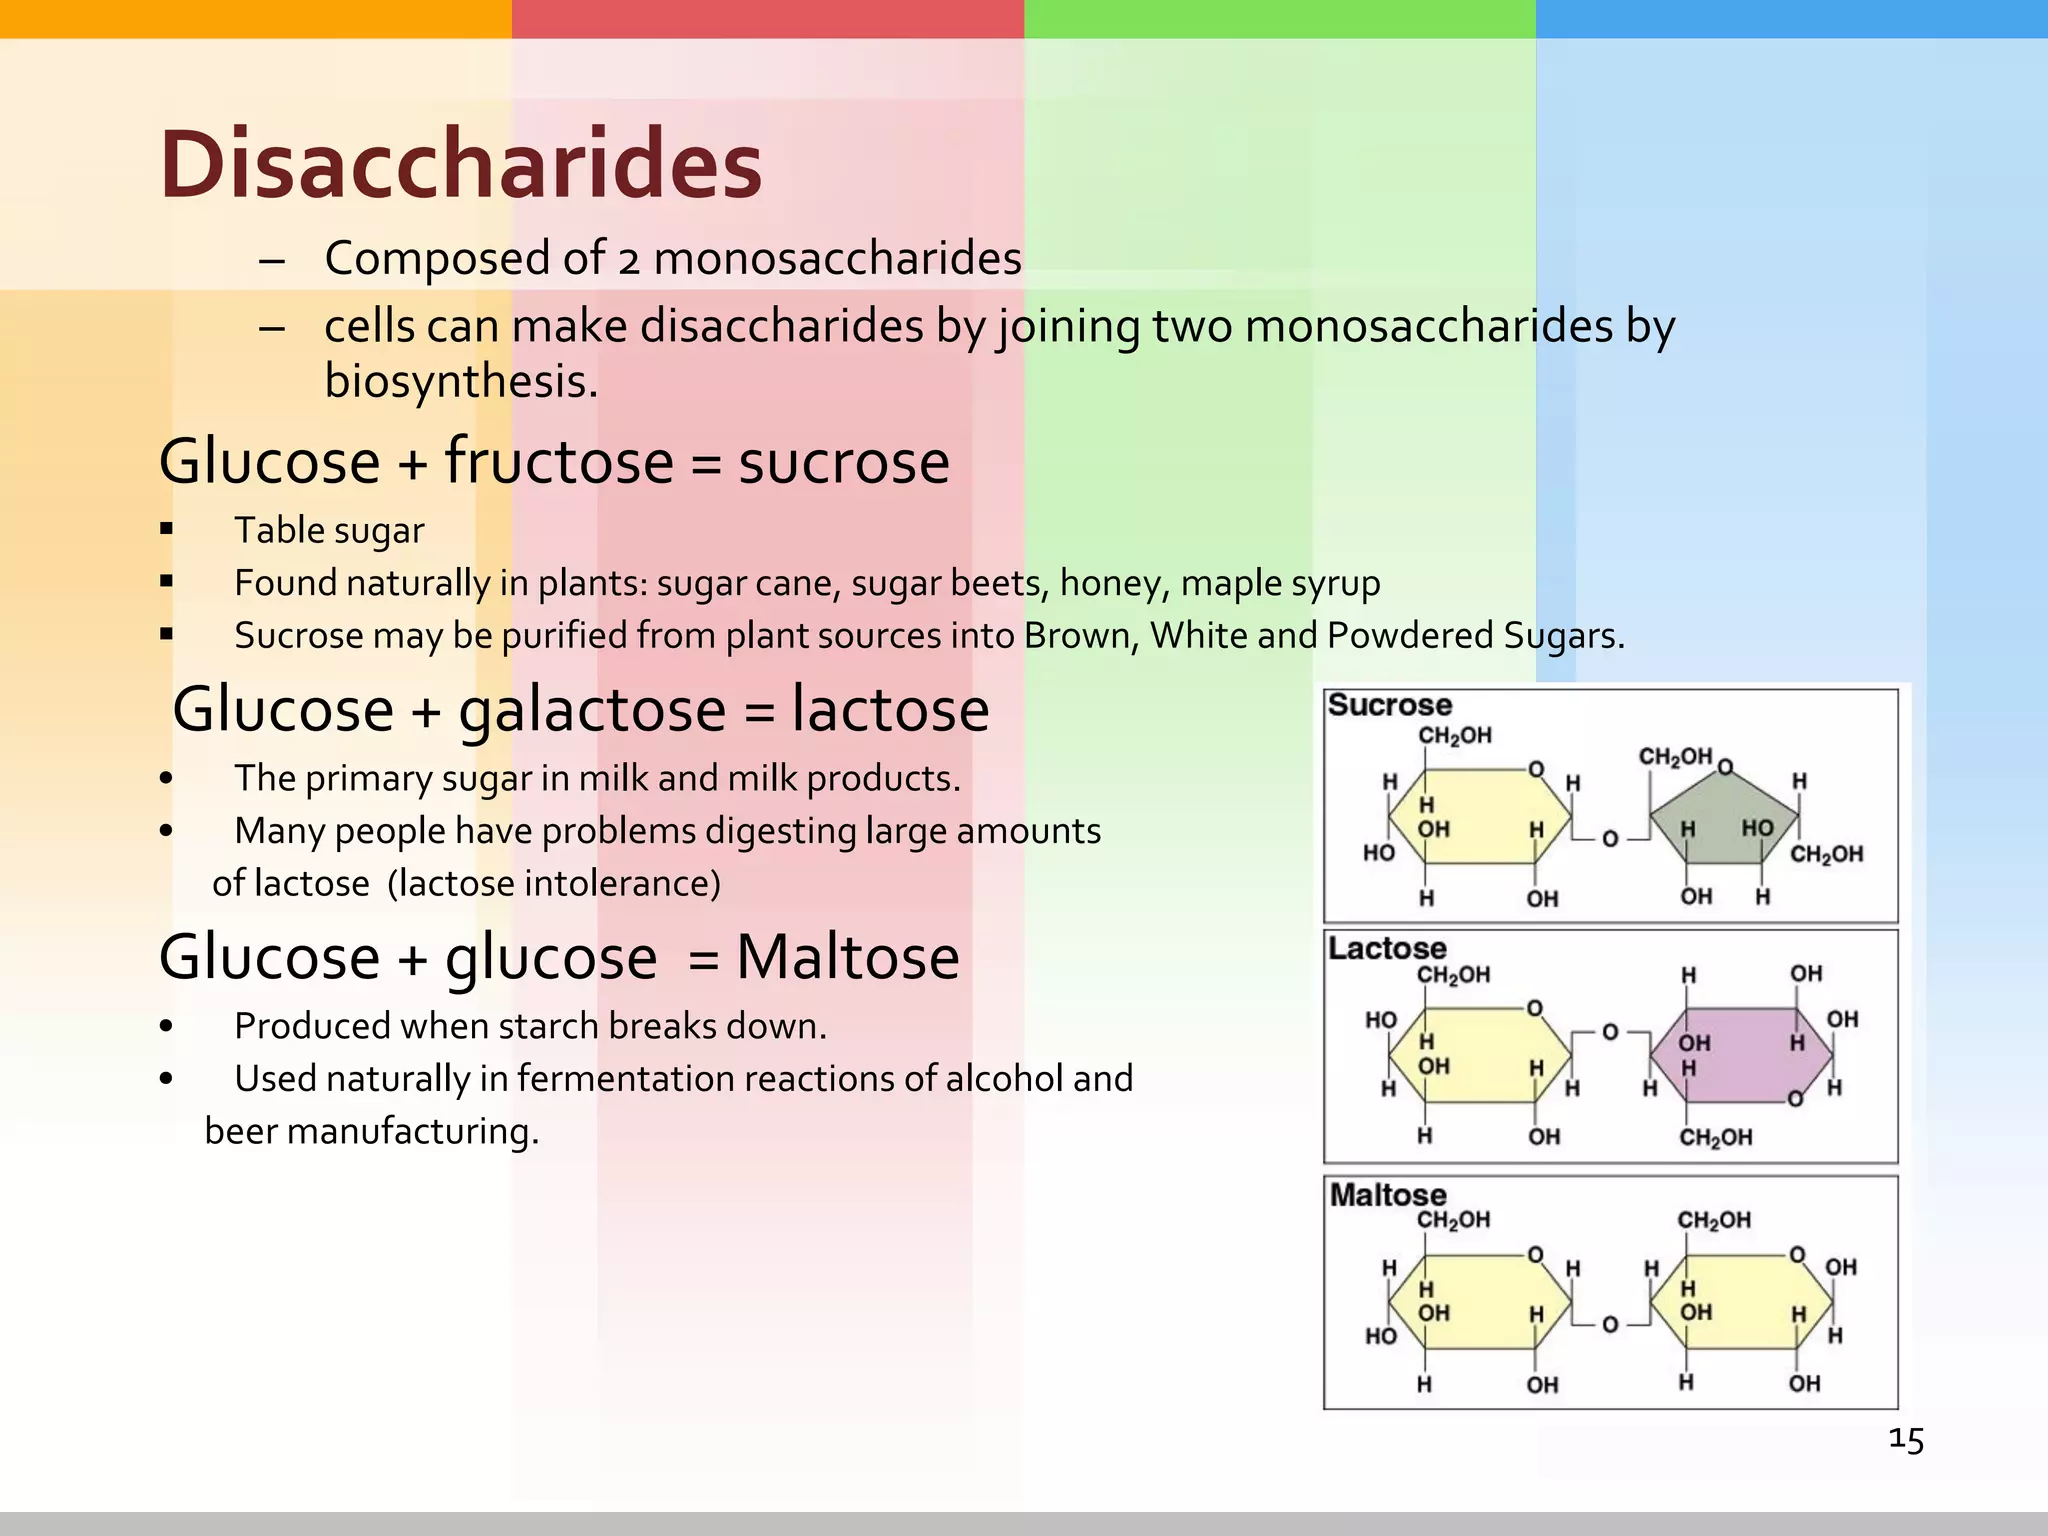 Disaccharides
– Composed of 2 monosaccharides
– cells can make disaccharides by joining two monosaccharides by
biosynthesis.
Glucose + fructose = sucrose
▪ Table sugar
▪ Found naturally in plants: sugar cane, sugar beets, honey, maple syrup
▪ Sucrose may be purified from plant sources into Brown, White and Powdered Sugars.
Glucose + galactose = lactose
• The primary sugar in milk and milk products.
• Many people have problems digesting large amounts
of lactose (lactose intolerance)
Glucose + glucose = Maltose
• Produced when starch breaks down.
• Used naturally in fermentation reactions of alcohol and
beer manufacturing.
Sucrose
CH₂OH
CH₂OH O
H O H H
H
OH H H HO
HO O CH₂OH
H OH OH H
Lactose
CH₂OH H OH
HO O O OH
H OH H
OH H H
H H H O H
H OH CH₂OH
Maltose
CH₂OH CH₂OH
H O H H O OH
H H
OH H OH H
HO O H
H OH H OH
15